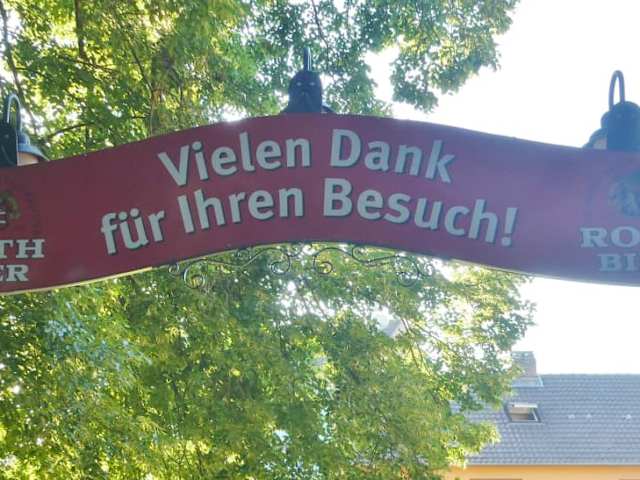 Vielen Dank
für Ihren Besuch!